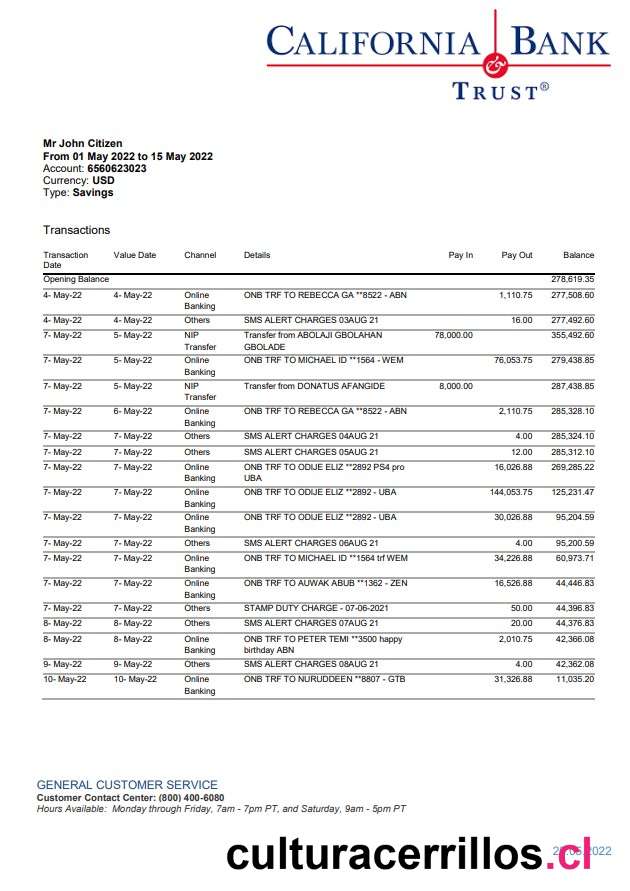 CALIFORNIA & BANK
TRUST®
Mr John Citizen
From 01 May 2022 to 15 May 2022
Account: 6560623023
Currency: USD
Type: Savings
Transactions
Transaction Date Value Date Channel Details Pay In Pay Out Balance
Opening Balance 278,619.35
4- May-22 4- May-22 Online Banking ONB TRF TO REBECCA GA **8522 - ABN 1,110.75 277,508.60
4- May-22 4- May-22 Others SMS ALERT CHARGES 03AUG 21 16.00 277,492.60
7- May-22 5- May-22 NIP Transfer Transfer from ABOLAJI GBOLAHAN GBOLADE 78,000.00 355,492.60
7- May-22 5- May-22 Online Banking ONB TRF TO MICHAEL ID **1564 - WEM 76,053.75 279,438.85
7- May-22 5- May-22 NIP Transfer Transfer from DONATUS AFANGIDE 8,000.00 287,438.85
7- May-22 6- May-22 Online Banking ONB TRF TO REBECCA GA **8522 - ABN 2,110.75 285,328.10
7- May-22 7- May-22 Others SMS ALERT CHARGES 04AUG 21 4.00 285,324.10
7- May-22 7- May-22 Others SMS ALERT CHARGES 05AUG 21 12.00 285,312.10
7- May-22 7- May-22 Online Banking ONB TRF TO ODIJE ELIZ **2892 PS4 pro UBA 16,026.88 269,285.22
7- May-22 7- May-22 Online Banking ONB TRF TO ODIJE ELIZ **2892 - UBA 144,053.75 125,231.47
7- May-22 7- May-22 Online Banking ONB TRF TO ODIJE ELIZ **2892 - UBA 30,026.88 95,204.59
7- May-22 7- May-22 Others SMS ALERT CHARGES 06AUG 21 4.00 95,200.59
7- May-22 7- May-22 Online Banking ONB TRF TO MICHAEL ID **1564 trf WEM 34,226.88 60,973.71
7- May-22 7- May-22 Online Banking ONB TRF TO AUWAK ABUB **1362 - ZEN 16,526.88 44,446.83
7- May-22 7- May-22 Others STAMP DUTY CHARGE - 07-06-2021 50.00 44,396.83
8- May-22 8- May-22 Others SMS ALERT CHARGES 07AUG 21 20.00 44,376.83
8- May-22 8- May-22 Online Banking ONB TRF TO PETER TEMI **3500 happy birthday ABN 2,010.75 42,366.08
9- May-22 9- May-22 Others SMS ALERT CHARGES 08AUG 21 4.00 42,362.08
10- May-22 10- May-22 Online Banking ONB TRF TO NURUDDEEN **8807 - GTB 31,326.88 11,035.20
GENERAL CUSTOMER SERVICE
Customer Contact Center: (800) 400-6080
Hours Available: Monday through Friday, 7am - 7pm PT, and Saturday, 9am - 5pm PT
culturacerrillos.cl